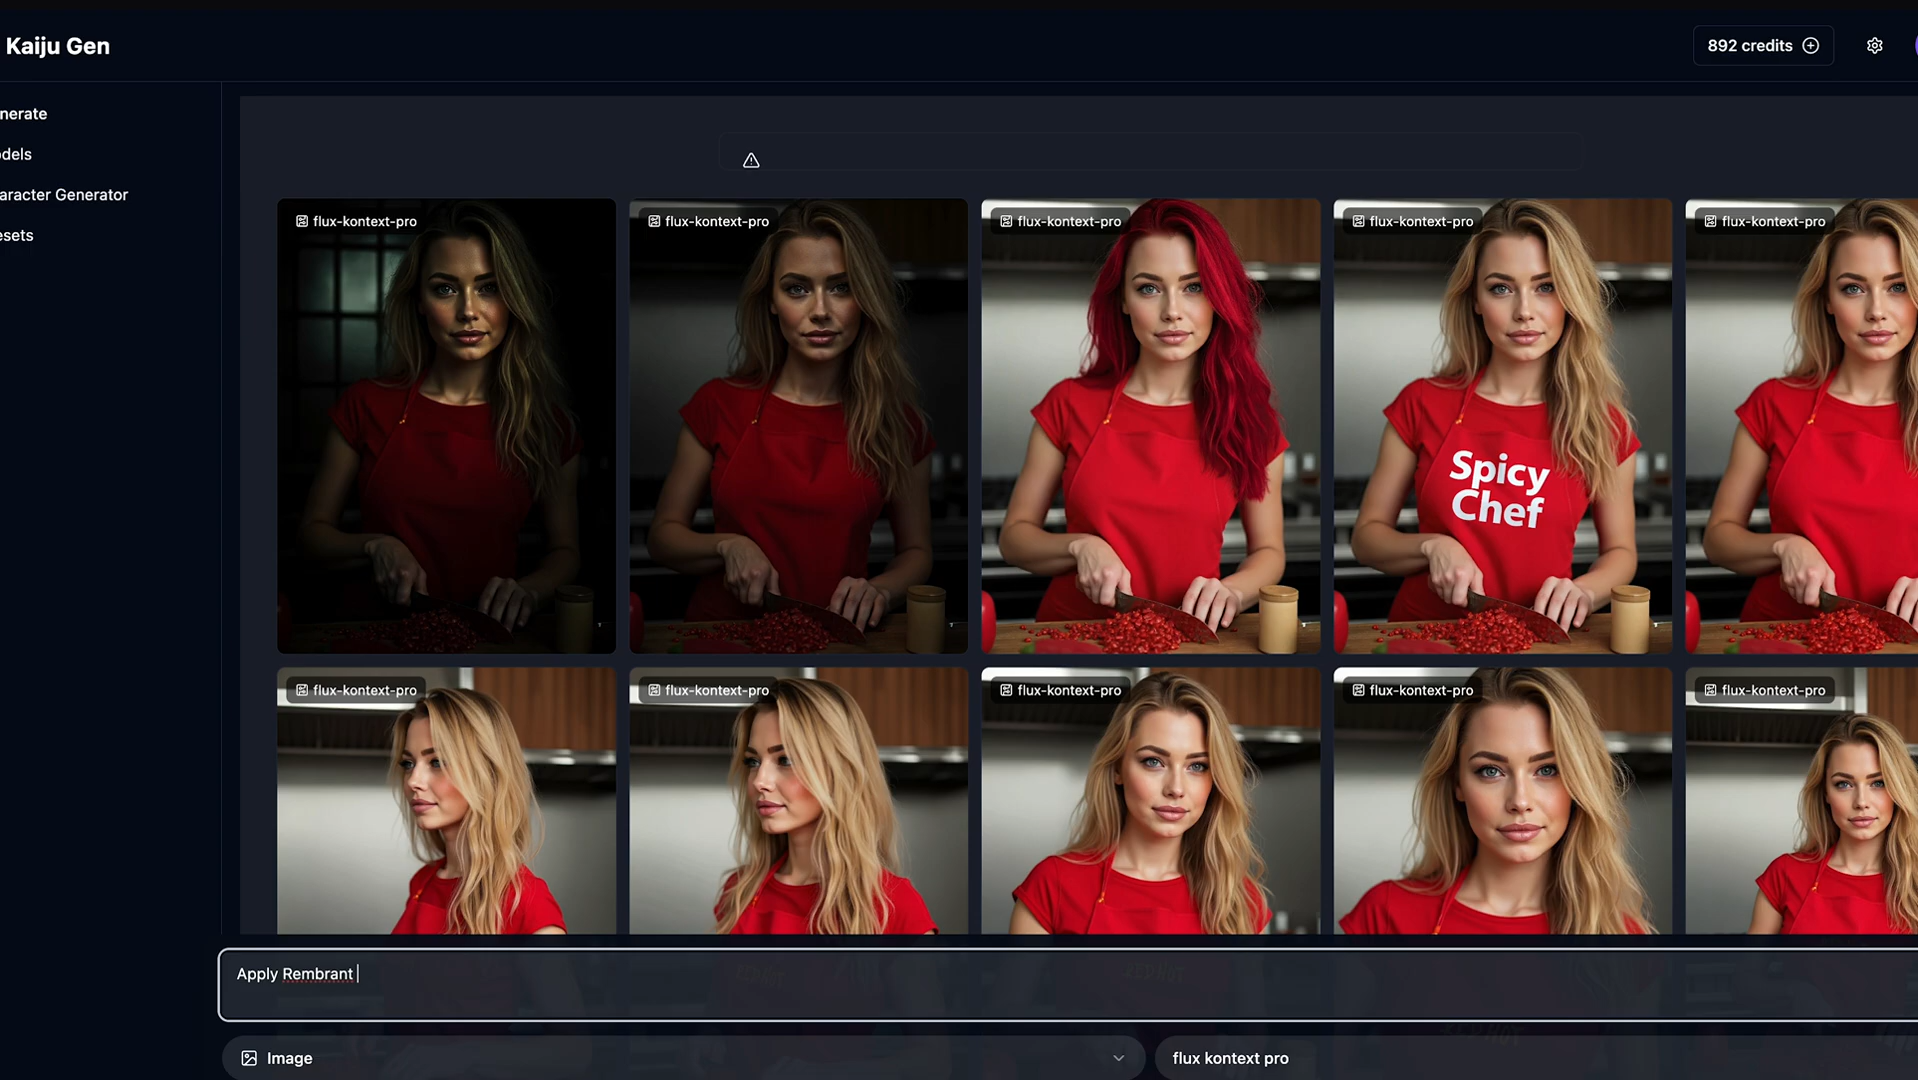 Kaiju Gen
892 credits
nerate
dels
aracter Generator
esets
flux-kontext-pro
flux-kontext-pro
flux-kontext-pro
flux-kontext-pro
flux-kontext-pro
Spicy
Chef
flux-kontext-pro
flux-kontext-pro
flux-kontext-pro
flux-kontext-pro
flux-kontext-pro
Apply Rembrant
Image
flux kontext pro